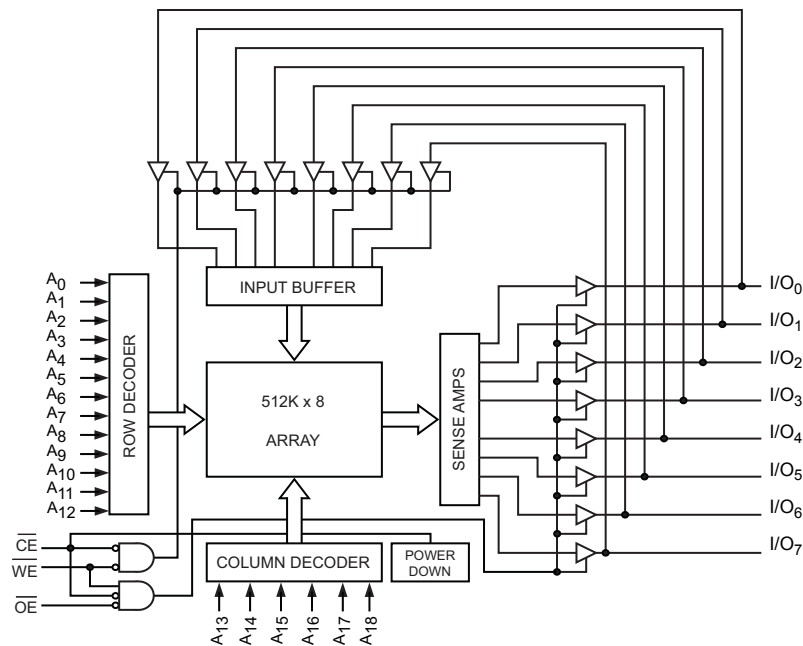 INPUT BUFFER
A0
A1
A2
A3
A4
A5
A6
A7
A8
A9
A10
A11
A12
ROW DECODER
512K x 8
ARRAY
SENSE AMPS
I/O0
I/O1
I/O2
I/O3
I/O4
I/O5
I/O6
I/O7
CE
WE
OE
COLUMN DECODER
POWER
DOWN
A13
A14
A15
A16
A17
A18